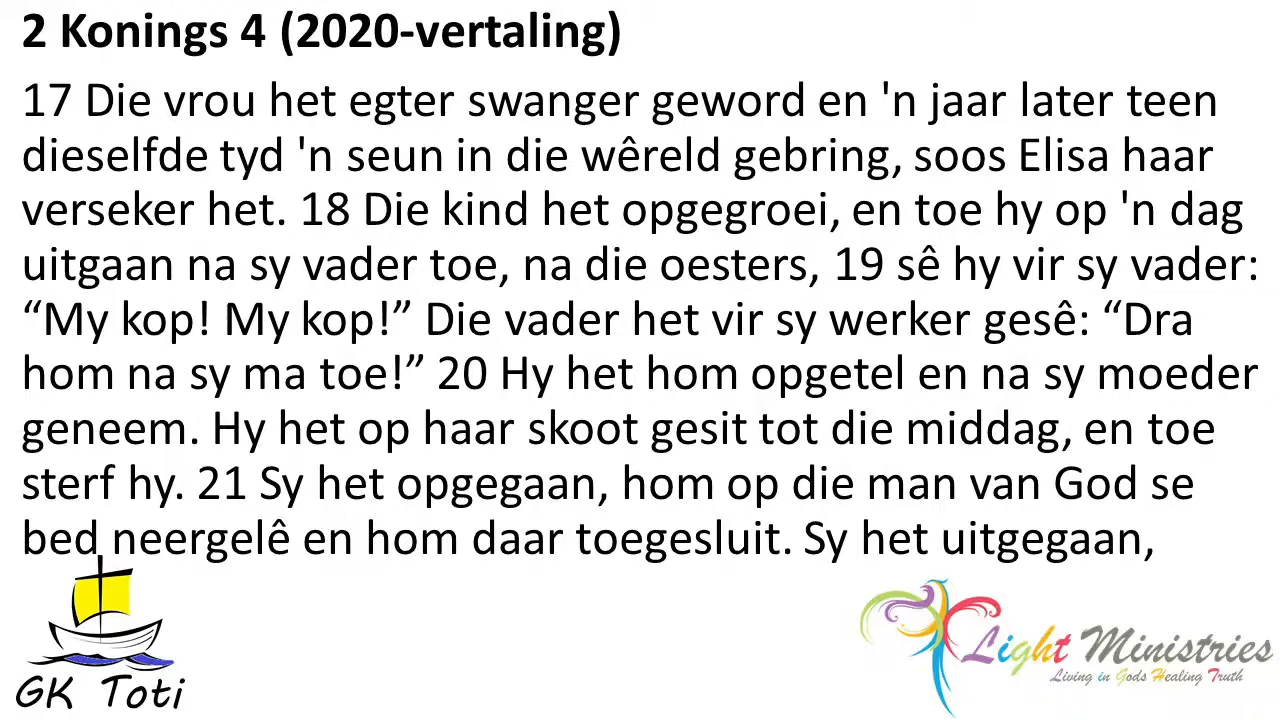 2 Konings 4 (2020-vertaling)
17 Die vrou het egter swanger geword en 'n jaar later teen
dieselfde tyd 'n seun in die wêreld gebring, soos Elisa haar
verseker het. 18 Die kind het opgegroei, en toe hy op 'n dag
uitgaan na sy vader toe, na die oesters, 19 sê hy vir sy vader:
“My kop! My kop!” Die vader het vir sy werker gesê: “Dra
hom na sy ma toe!” 20 Hy het hom opgetel en na sy moeder
geneem. Hy het op haar skoot gesit tot die middag, en toe
sterf hy. 21 Sy het opgegaan, hom op die man van God se
bed neergelê en hom daar toegesluit. Sy het uitgegaan,
GK Toti
Light Ministries
Living in Gods Healing Truth